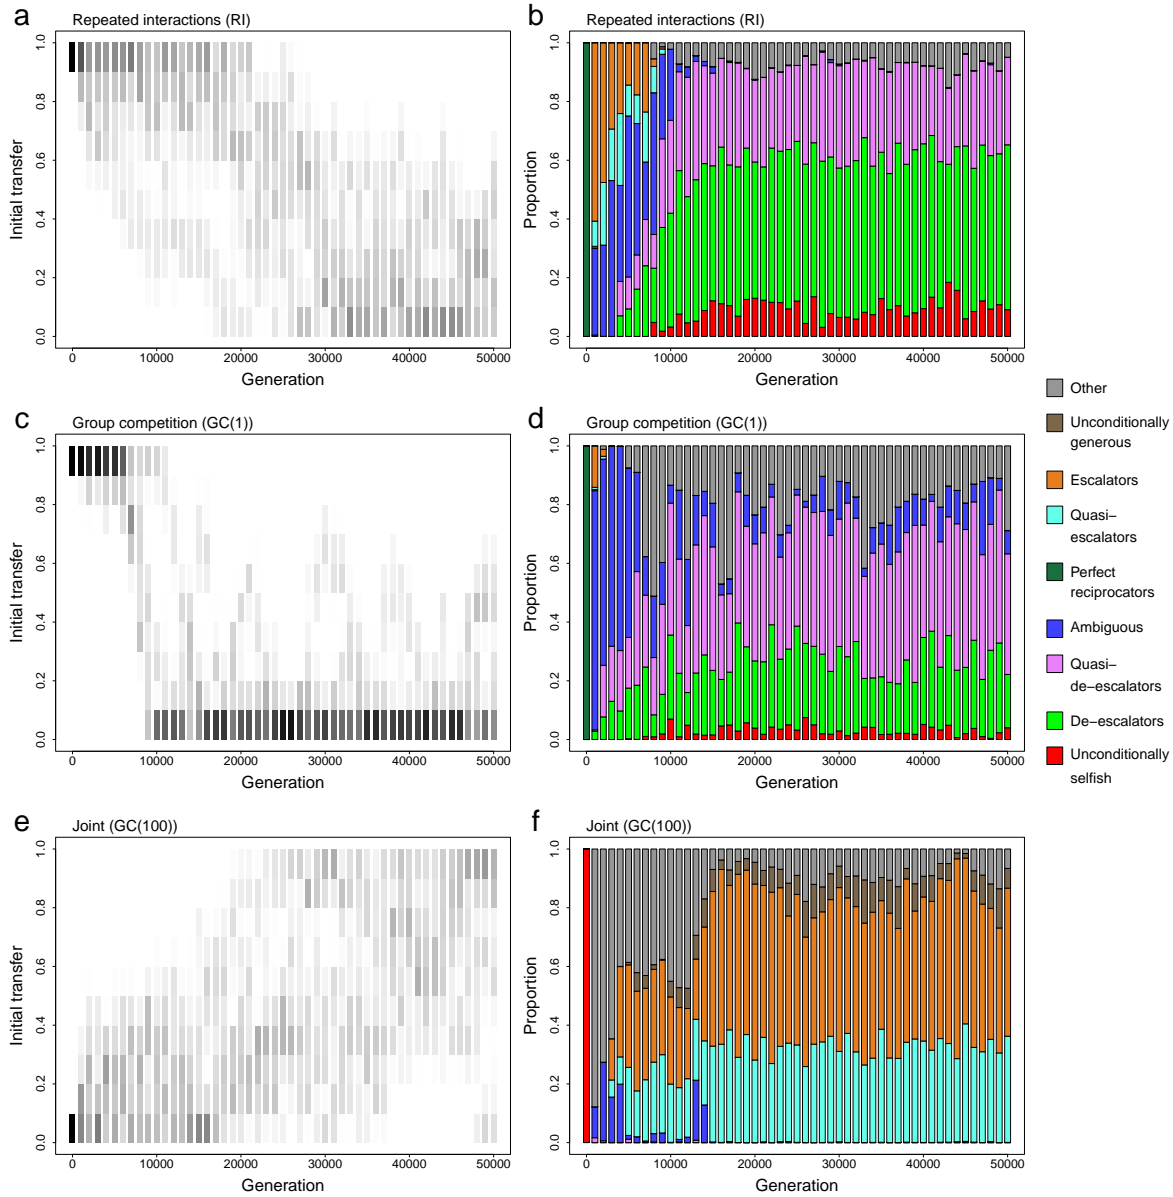 a
Repeated interactions (RI)
Initial transfer
0.0 0.2 0.4 0.6 0.8 1.0
0 10000 20000 30000 40000 50000
Generation
b
Repeated interactions (RI)
Proportion
0.0 0.2 0.4 0.6 0.8 1.0
0 10000 20000 30000 40000 50000
Generation
c
Group competition (GC(1))
Initial transfer
0.0 0.2 0.4 0.6 0.8 1.0
0 10000 20000 30000 40000 50000
Generation
d
Group competition (GC(1))
Proportion
0.0 0.2 0.4 0.6 0.8 1.0
0 10000 20000 30000 40000 50000
Generation
Other
Unconditionally
generous
Escalators
Quasi−
escalators
Perfect
reciprocators
Ambiguous
Quasi−
de−escalators
De−escalators
Unconditionally
selfish
e
Joint (GC(100))
Initial transfer
0.0 0.2 0.4 0.6 0.8 1.0
0 10000 20000 30000 40000 50000
Generation
f
Joint (GC(100))
Proportion
0.0 0.2 0.4 0.6 0.8 1.0
0 10000 20000 30000 40000 50000
Generation